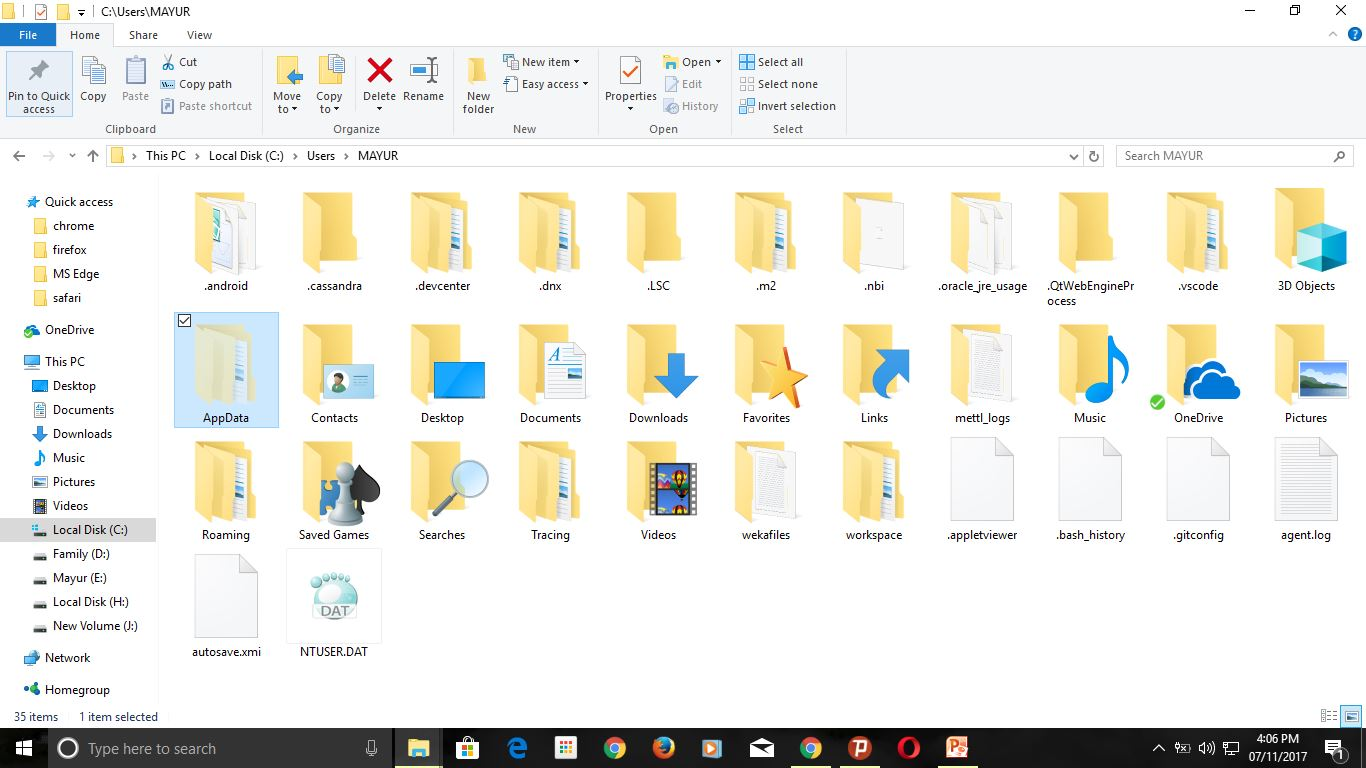 C:\Users\MAYUR
File
Home
Share
View
Pin to Quick
access
Copy
Paste
Cut
Copy path
Paste shortcut
Clipboard
Move
to
Copy
to
Delete
Rename
Organize
New
folder
New item
Easy access
New
Properties
Open
Edit
History
Open
Select all
Select none
Invert selection
Select
This PC
Local Disk (C:)
Users
MAYUR
Search MAYUR
Quick access
chrome
firefox
MS Edge
safari
OneDrive
This PC
Desktop
Documents
Downloads
Music
Pictures
Videos
Local Disk (C:)
Family (D:)
Mayur (E:)
Local Disk (H:)
New Volume (J:)
Network
Homegroup
.android
.cassandra
.devcenter
.dnx
.LSC
.m2
.nbi
.oracle_jre_usage
.QtWebEnginePr
ocess
.vscode
3D Objects
AppData
Contacts
Desktop
A
Documents
Downloads
Favorites
Links
mettl_logs
Music
OneDrive
Pictures
Roaming
Saved Games
Searches
Tracing
Videos
wekafiles
workspace
.appletviewer
.bash_history
.gitconfig
agent.log
autosave.xmi
DAT
NTUSER.DAT
35 items
1 item selected
Type here to search
4:06 PM
07/11/2017
1